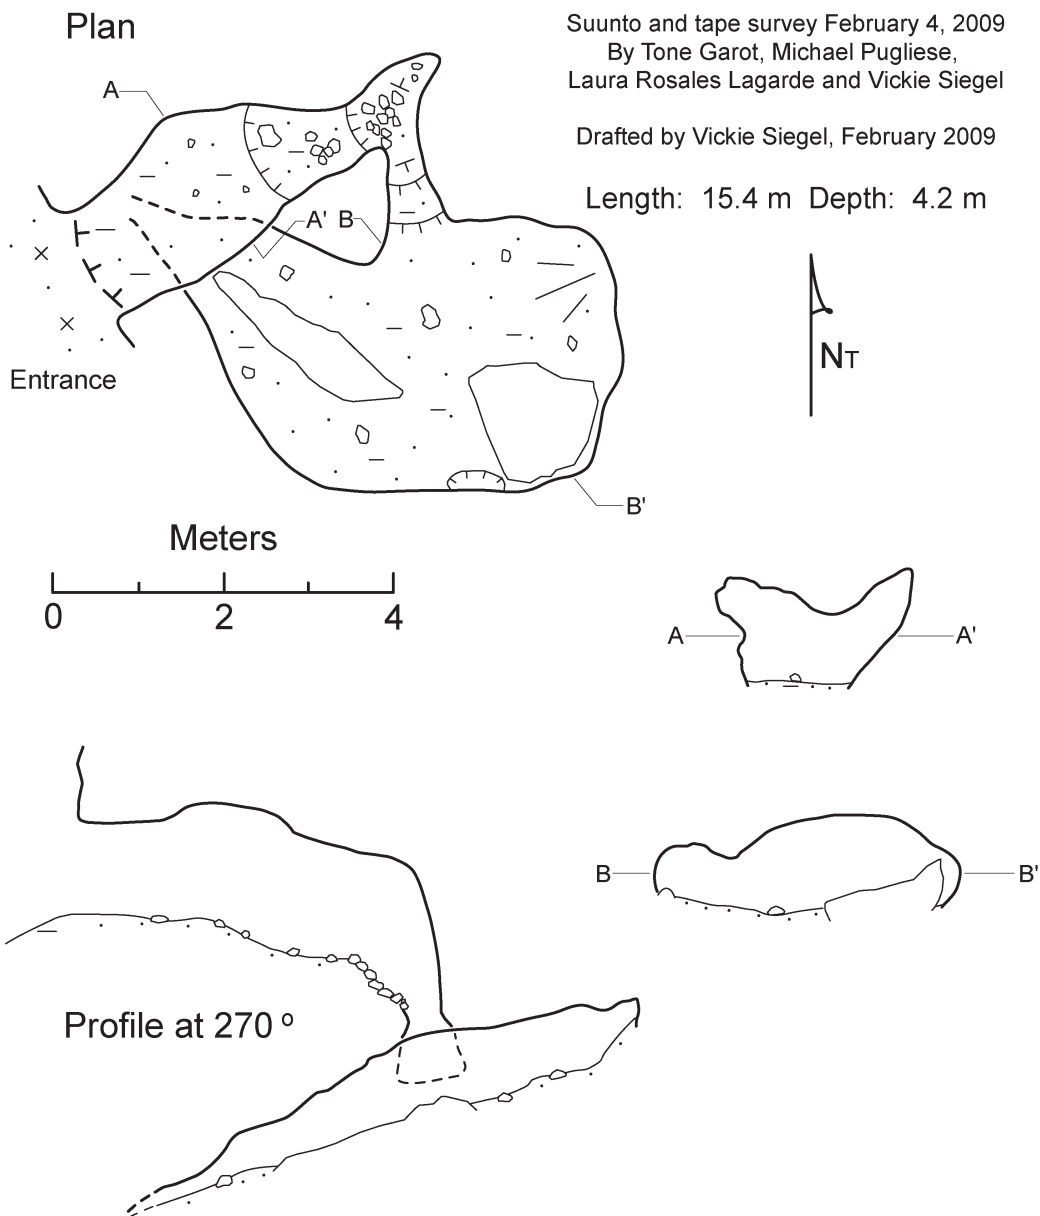 Plan
Suunto and tape survey February 4, 2009
By Tone Garot, Michael Pugliese,
Laura Rosales Lagarde and Vickie Siegel
Drafted by Vickie Siegel, February 2009
Length: 15.4 m Depth: 4.2 m
A
A' B
NT
Entrance
B'
Meters
0 2 4
A A'
B B'
Profile at 270 º